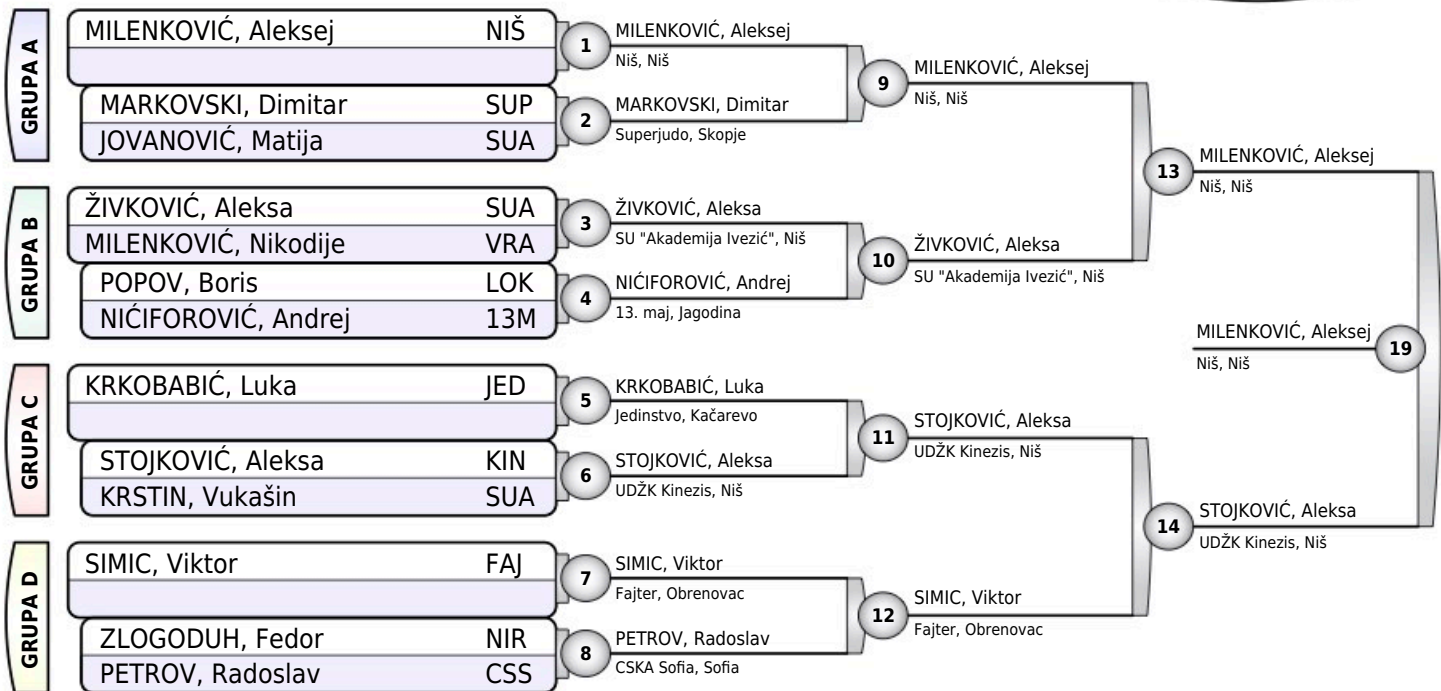 GRUPA A
MILENKOVIĆ, Aleksej NIŠ
MARKOVSKI, Dimitar SUP
JOVANOVIĆ, Matija SUA
GRUPA B
ŽIVKOVIĆ, Aleksa SUA
MILENKOVIĆ, Nikodije VRA
POPOV, Boris LOK
NIĆIFOROVIĆ, Andrej 13M
GRUPA C
KRKOBABIĆ, Luka JED
STOJKOVIĆ, Aleksa KIN
KRSTIN, Vukašin SUA
GRUPA D
SIMIC, Viktor FAJ
ZLOGODUH, Fedor NIR
PETROV, Radoslav CSS
1 MILENKOVIĆ, Aleksej
Niš, Niš
2 MARKOVSKI, Dimitar
Superjudo, Skopje
3 ŽIVKOVIĆ, Aleksa
SU "Akademija Ivezić", Niš
4 NIĆIFOROVIĆ, Andrej
13. maj, Jagodina
5 KRKOBABIĆ, Luka
Jedinstvo, Kačarevo
6 STOJKOVIĆ, Aleksa
UDŽK Kinezis, Niš
7 SIMIC, Viktor
Fajter, Obrenovac
8 PETROV, Radoslav
CSKA Sofia, Sofia
9 MILENKOVIĆ, Aleksej
Niš, Niš
10 ŽIVKOVIĆ, Aleksa
SU "Akademija Ivezić", Niš
11 STOJKOVIĆ, Aleksa
UDŽK Kinezis, Niš
12 SIMIC, Viktor
Fajter, Obrenovac
13 MILENKOVIĆ, Aleksej
Niš, Niš
14 STOJKOVIĆ, Aleksa
UDŽK Kinezis, Niš
MILENKOVIĆ, Aleksej 19
Niš, Niš